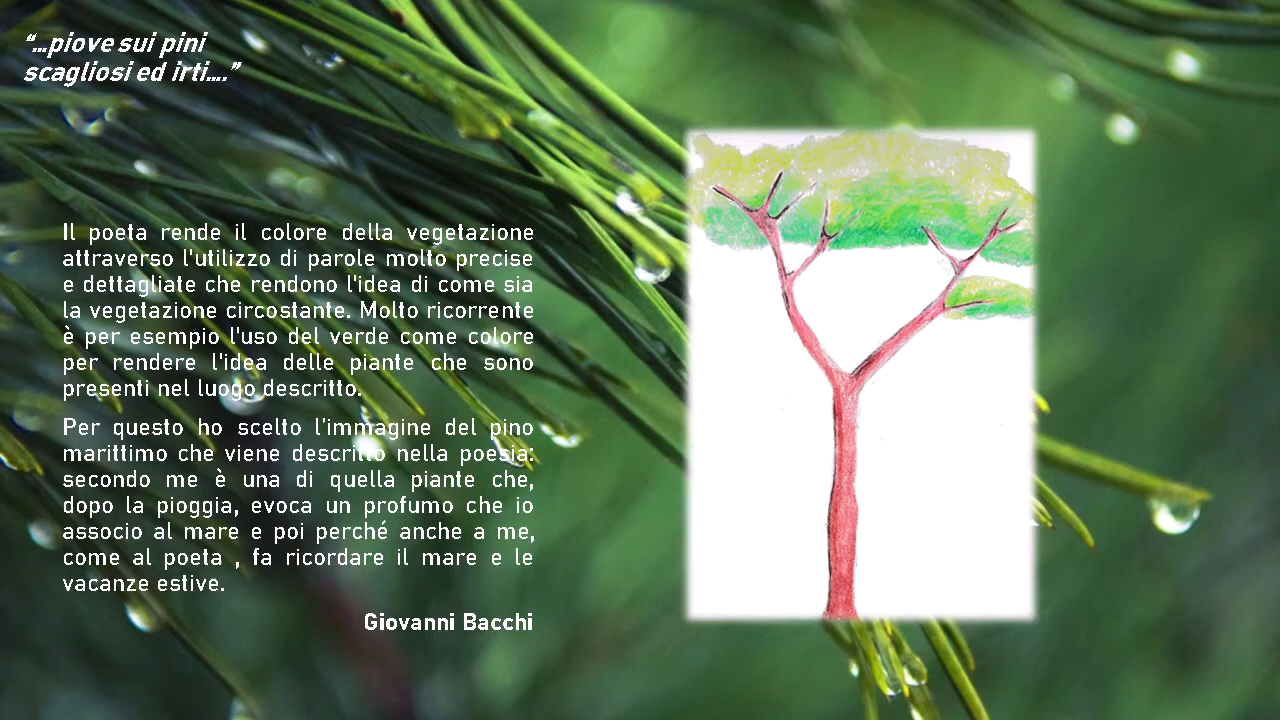 “...piove sui pini
scagliosi ed irti....”
Il poeta rende il colore della vegetazione
attraverso l'utilizzo di parole molto precise
e dettagliate che rendono l'idea di come sia
la vegetazione circostante. Molto ricorrente
è per esempio l'uso del verde come colore
per rendere l'idea delle piante che sono
presenti nel luogo descritto.
Per questo ho scelto l’immagine del pino
marittimo che viene descritto nella poesia:
secondo me è una di quella piante che,
dopo la pioggia, evoca un profumo che io
associo al mare e poi perché anche a me,
come al poeta , fa ricordare il mare e le
vacanze estive.
Giovanni Bacchi